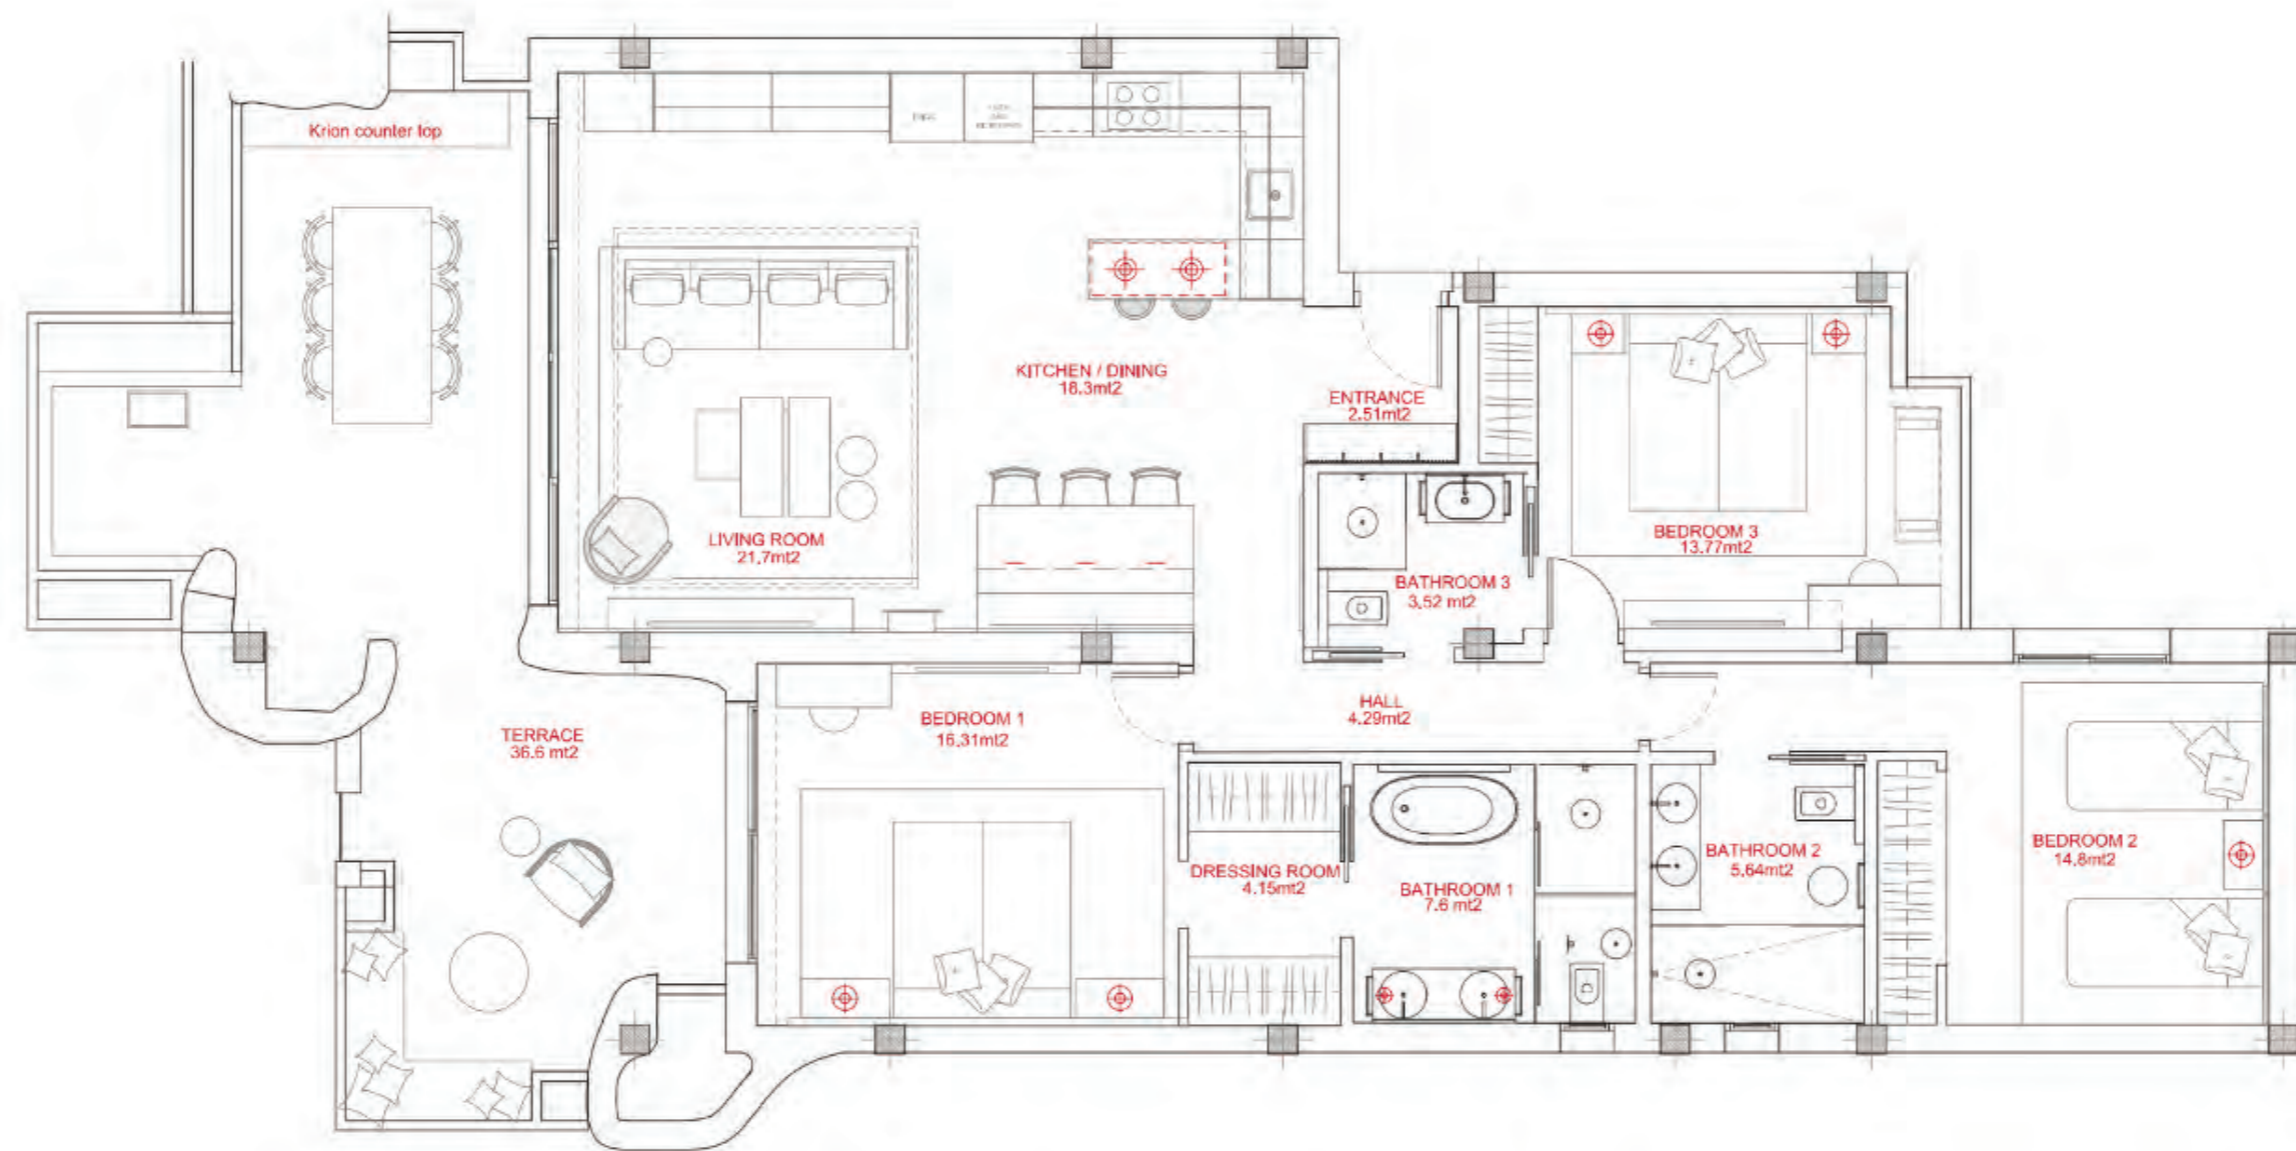 Krion counter top
KITCHEN / DINING
18.3mt2
ENTRANCE
2.51mt2
LIVING ROOM
21.7mt2
BEDROOM 3
13.77mt2
BATHROOM 3
3.52 mt2
HALL
4.29mt2
BEDROOM 1
16.31mt2
TERRACE
36.6 mt2
DRESSING ROOM
4.15mt2
BATHROOM 1
7.6 mt2
BATHROOM 2
5.64mt2
BEDROOM 2
14.8mt2